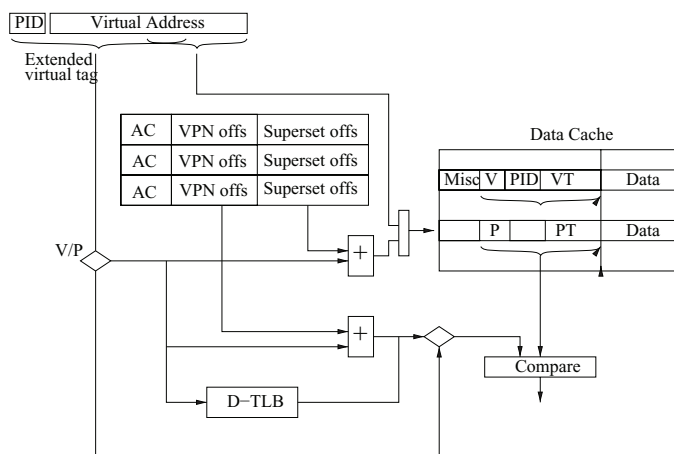 PID Virtual Address
Extended
virtual tag
AC VPN offs Superset offs
AC VPN offs Superset offs
AC VPN offs Superset offs
Data Cache
Misc V PID VT Data
P PT Data
V/P
+
+
Compare
D−TLB